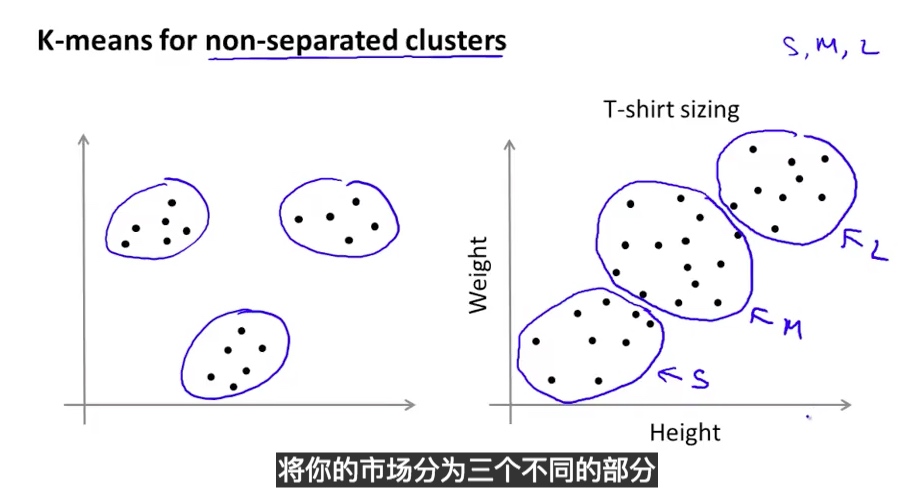 K-means for non-separated clusters
S, M, L
T-shirt sizing
Weight
L
M
S
Height
将你的市场分为三个不同的部分